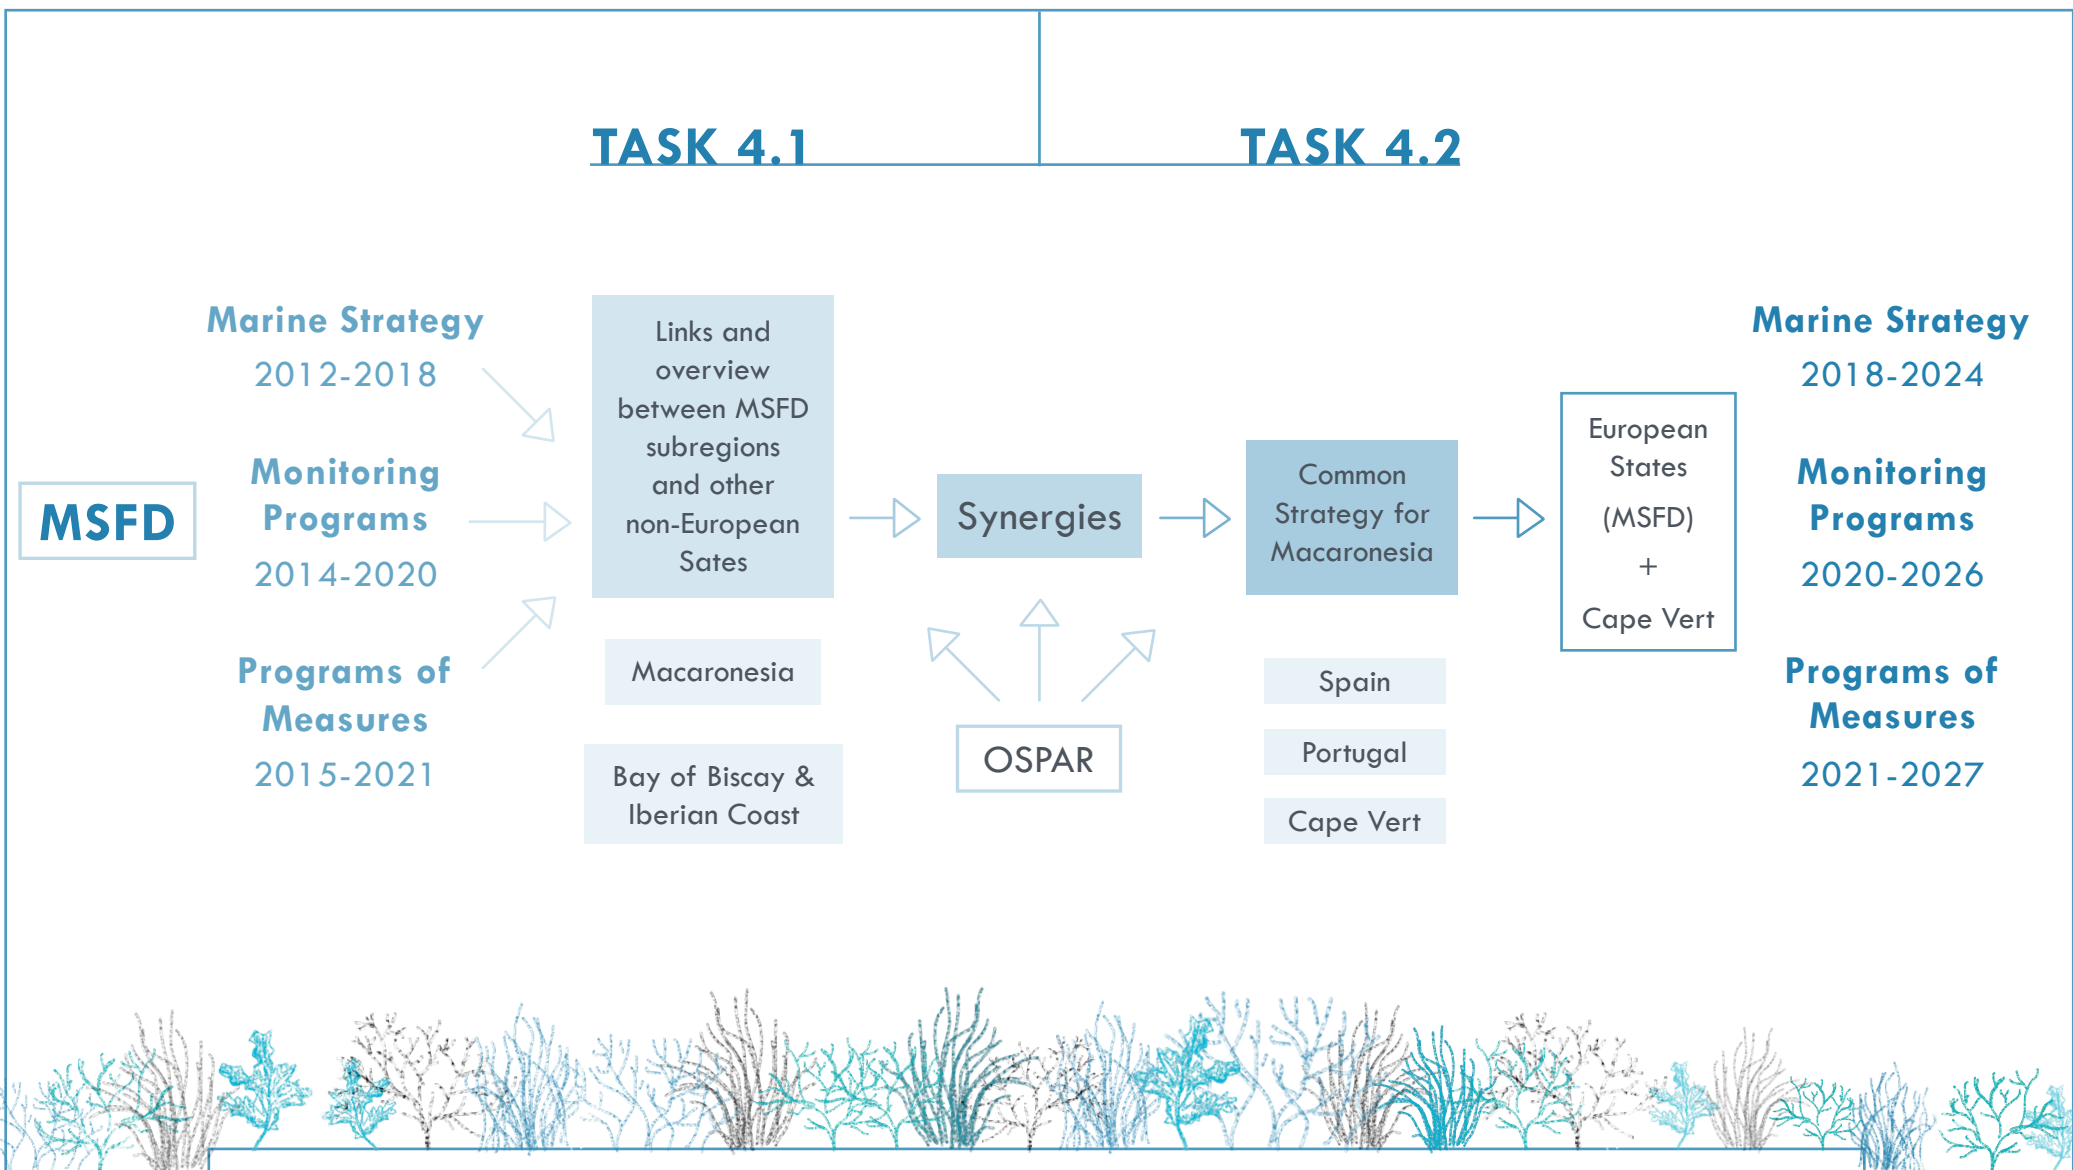 TASK 4.1
TASK 4.2
MSFD
Marine Strategy
2012-2018
Monitoring
Programs
2014-2020
Programs of
Measures
2015-2021
Links and
overview
between MSFD
subregions
and other
non-European
Sates
Macaronesia
Bay of Biscay &
Iberian Coast
Synergies
OSPAR
Common
Strategy for
Macaronesia
Spain
Portugal
Cape Vert
European
States
(MSFD)
+
Cape Vert
Marine Strategy
2018-2024
Monitoring
Programs
2020-2026
Programs of
Measures
2021-2027